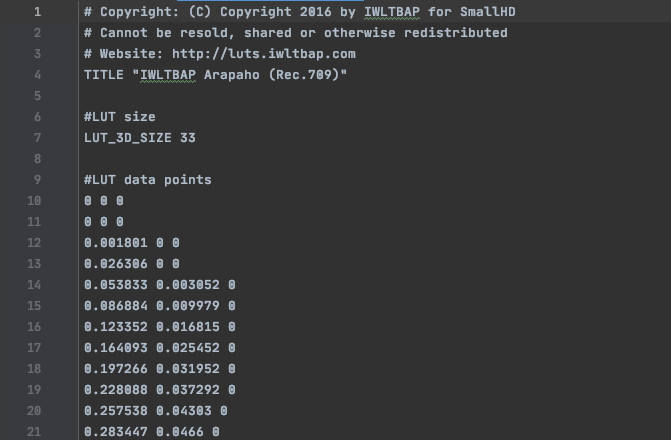 1 # Copyright: (C) Copyright 2016 by IWLTBAP for SmallHD
2 # Cannot be resold, shared or otherwise redistributed
3 # Website: http://luts.iwltbap.com
4 TITLE "IWLTBAP Arapaho (Rec.709)"
5
6 #LUT size
7 LUT_3D_SIZE 33
8
9 #LUT data points
10 0 0 0
11 0 0 0
12 0.001801 0 0
13 0.026306 0 0
14 0.053833 0.003052 0
15 0.086884 0.009979 0
16 0.123352 0.016815 0
17 0.164093 0.025452 0
18 0.197266 0.031952 0
19 0.228088 0.037292 0
20 0.257538 0.04303 0
21 0.283447 0.0466 0